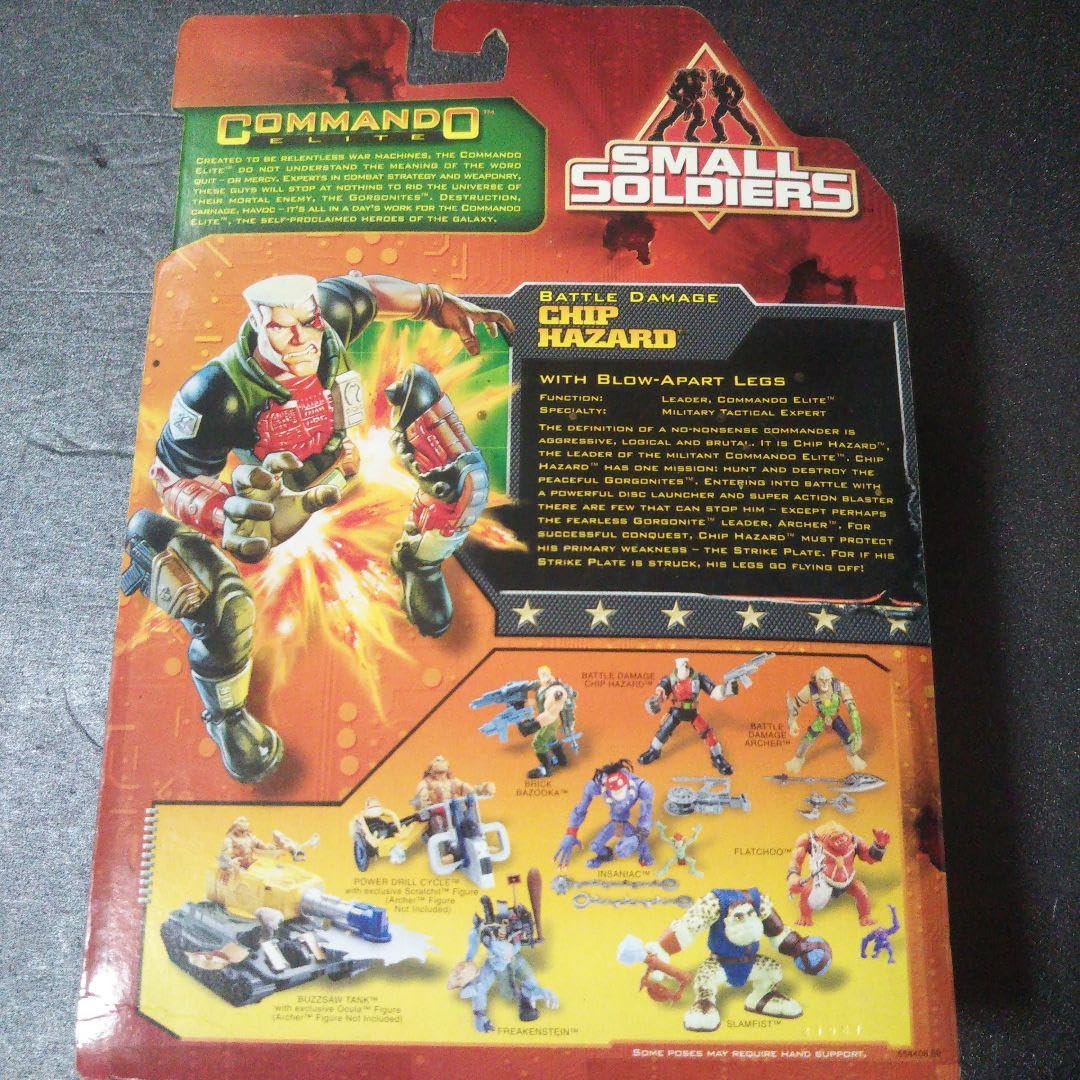 COMMANDO™
ELITE
CREATED TO BE RELENTLESS WAR MACHINES, THE COMMANDO
ELITE™ DO NOT UNDERSTAND THE MEANING OF THE WORD
QUIT – OR MERCY. EXPERTS IN COMBAT STRATEGY AND WEAPONRY,
THESE GUYS WILL STOP AT NOTHING TO RID THE UNIVERSE OF
THEIR MORTAL ENEMY, THE GORGONITES™. DESTRUCTION,
CARNAGE, HAVOC – IT'S ALL IN A DAY'S WORK FOR THE COMMANDO
ELITE™, THE SELF-PROCLAIMED HEROES OF THE GALAXY.
SMALL
SOLDIERS™
BATTLE DAMAGE
CHIP
HAZARD
WITH BLOW-APART LEGS
FUNCTION: LEADER, COMMANDO ELITE™
SPECIALTY: MILITARY TACTICAL EXPERT
THE DEFINITION OF A NO-NONSENSE COMMANDER IS
AGGRESSIVE, LOGICAL AND BRUTAL. IT IS CHIP HAZARD™,
THE LEADER OF THE MILITANT COMMANDO ELITE™. CHIP
HAZARD™ HAS ONE MISSION: HUNT AND DESTROY THE
PEACEFUL GORGONITES™. ENTERING INTO BATTLE WITH
A POWERFUL DISC LAUNCHER AND SUPER ACTION BLASTER
THERE ARE FEW THAT CAN STOP HIM – EXCEPT PERHAPS
THE FEARLESS GORGONITE™ LEADER, ARCHER™. FOR
SUCCESSFUL CONQUEST, CHIP HAZARD™ MUST PROTECT
HIS PRIMARY WEAKNESS – THE STRIKE PLATE. FOR IF HIS
STRIKE PLATE IS STRUCK, HIS LEGS GO FLYING OFF!
BATTLE DAMAGE
CHIP HAZARD™
BATTLE
DAMAGE
ARCHER™
BRICK
BAZOOKA™
FLATCHOO™
INSANIAC™
POWER DRILL CYCLE™
with exclusive Scratchit™ Figure
(Archer™ Figure
Not Included)
BUZZSAW TANK™
with exclusive Ocula™ Figure
(Archer™ Figure Not Included)
FREAKENSTEIN™
SLAMFIST™
SOME POSES MAY REQUIRE HAND SUPPORT.